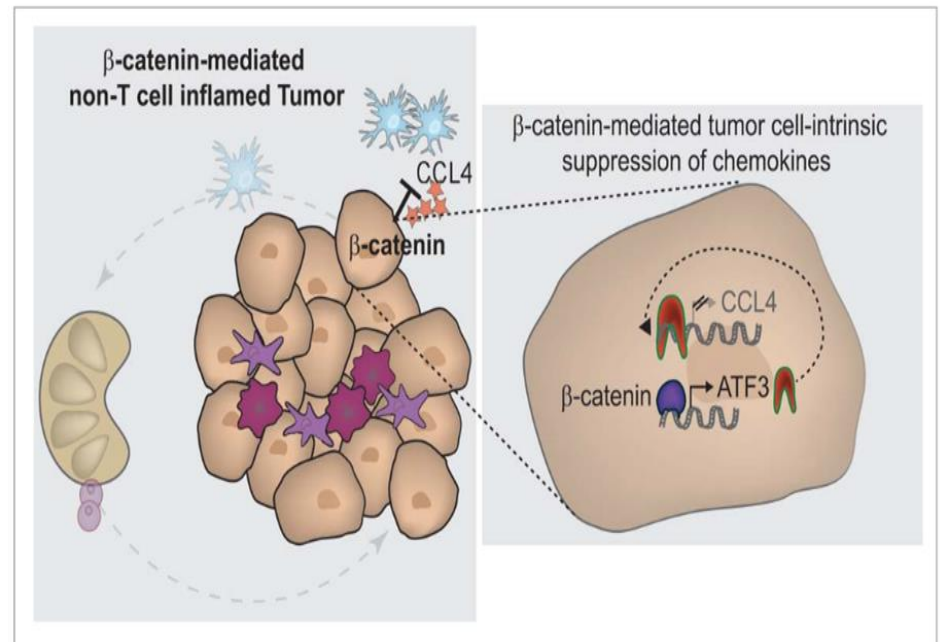 β-catenin-mediated
non-T cell inflamed Tumor
CCL4
β-catenin
β-catenin-mediated tumor cell-intrinsic
suppression of chemokines
CCL4
β-catenin
ATF3